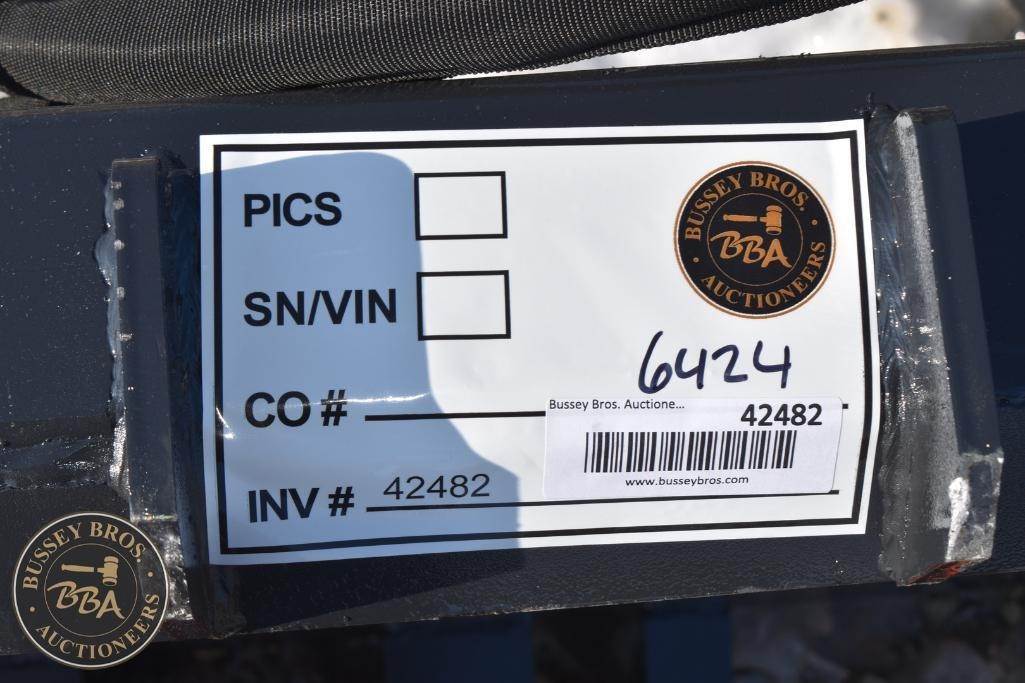 PICS
BUSSEY BROS.
BBA
AUCTIONEERS
SN/VIN
6424
CO #
Bussey Bros. Auctione...
42482
www.busseybros.com
INV # 42482
BUSSEY BROS.
BBA
AUCTIONEERS